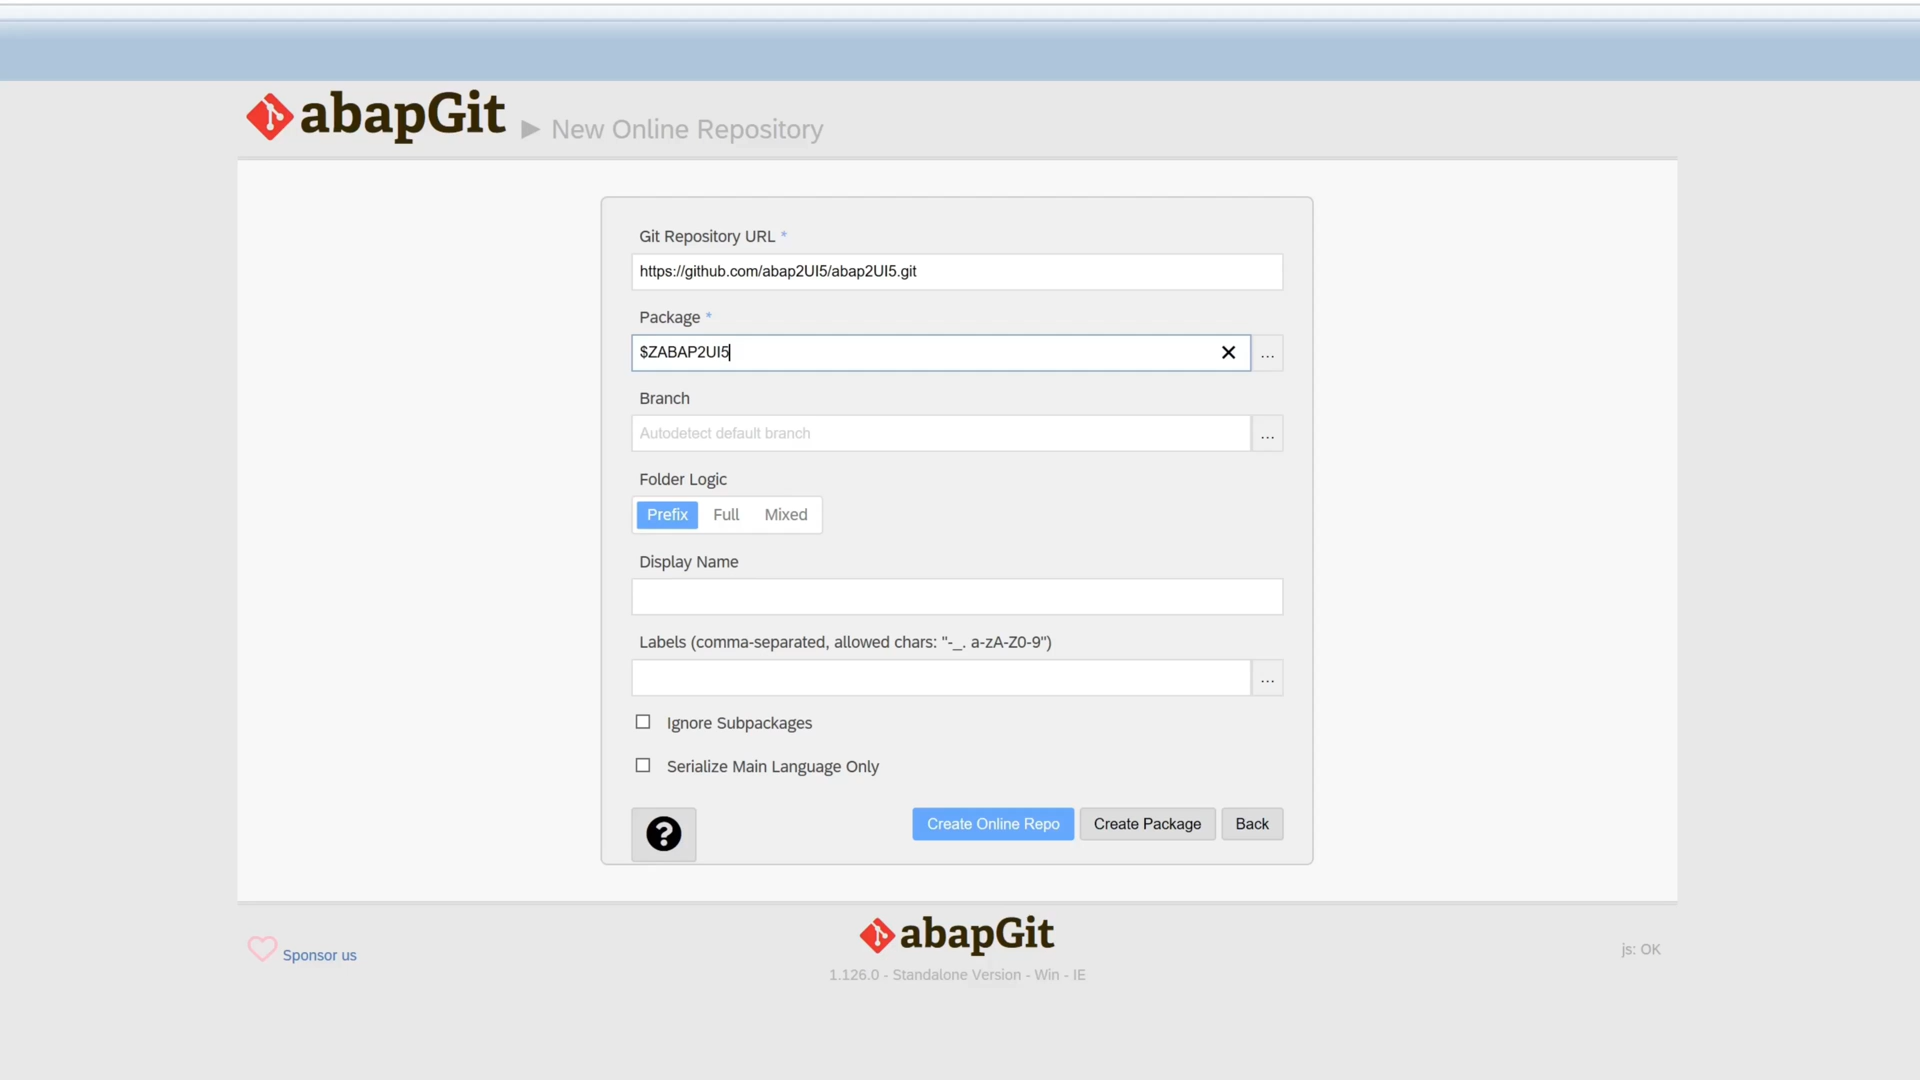 abapGit ▶ New Online Repository
Git Repository URL *
https://github.com/abap2UI5/abap2UI5.git
Package *
$ZABAP2UI5
...
Branch
Autodetect default branch
...
Folder Logic
Prefix Full Mixed
Display Name
Labels (comma-separated, allowed chars: "-_. a-zA-Z0-9")
...
Ignore Subpackages
Serialize Main Language Only
?
Create Online Repo Create Package Back
abapGit
Sponsor us
js: OK
1.126.0 - Standalone Version - Win - IE